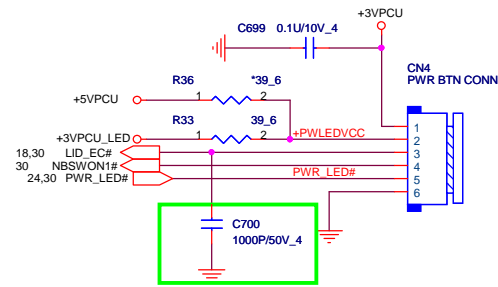 +3VPCU
C699 0.1U/10V_4
CN4
PWR BTN CONN
R36 *39_6
+5VPCU 1 2
R33 39_6
+3VPCU_LED 1 2
+PWLEDVCC
18,30 LID_EC#
30 NBSWON1#
24,30 PWR_LED#
PWR_LED#
1
2
3
4
5
6
C700
1000P/50V_4